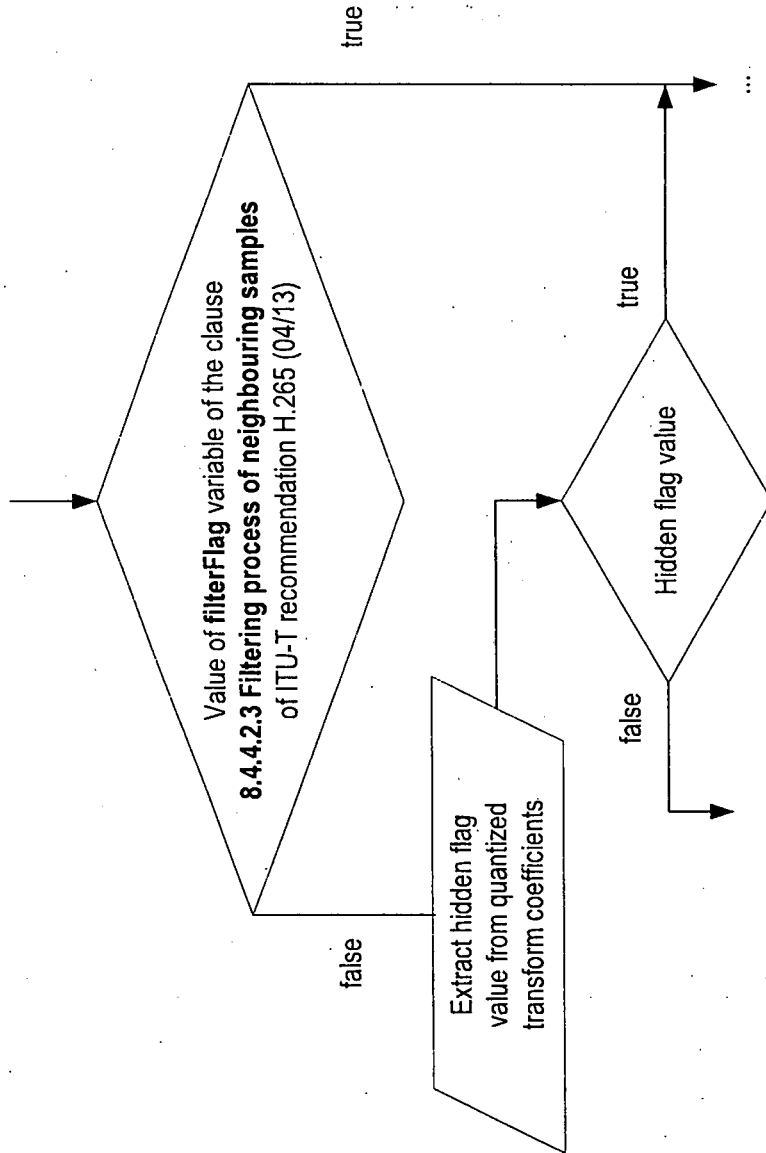 Value of filterFlag variable of the clause
8.4.4.2.3 Filtering process of neighbouring samples
of ITU-T recommendation H.265 (04/13)
false
true
Extract hidden flag
value from quantized
transform coefficients
Hidden flag value
false
true
...